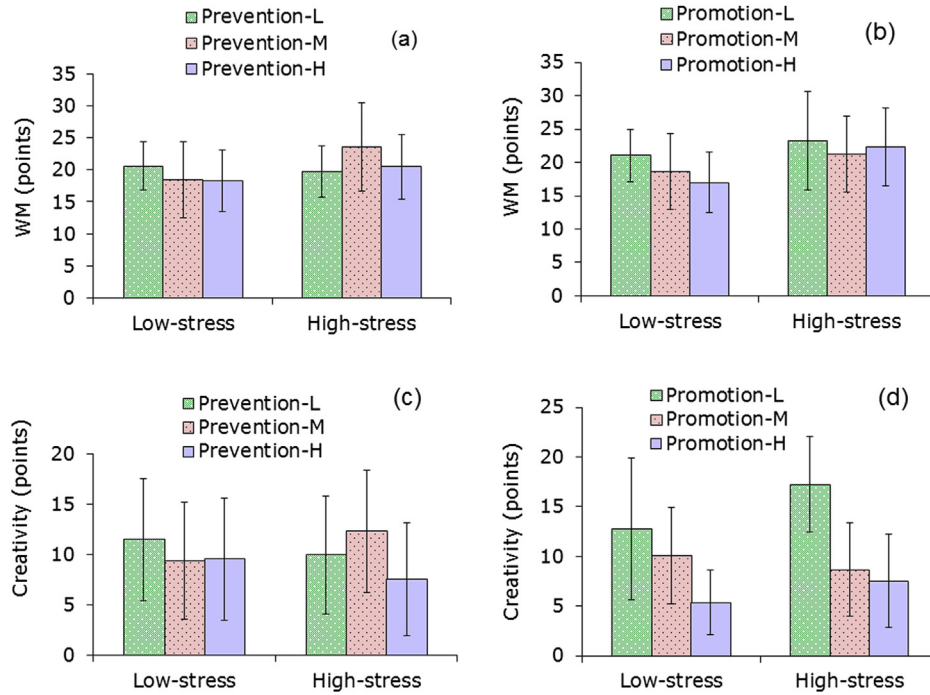 Prevention-L
Prevention-M
Prevention-H
(a)
35
30
25
20
15
10
5
0
WM (points)
Low-stress
High-stress
Promotion-L
Promotion-M
Promotion-H
(b)
35
30
25
20
15
10
5
0
WM (points)
Low-stress
High-stress
Prevention-L
Prevention-M
Prevention-H
(c)
20
15
10
5
0
Creativity (points)
Low-stress
High-stress
Promotion-L
Promotion-M
Promotion-H
(d)
25
20
15
10
5
0
Creativity (points)
Low-stress
High-stress